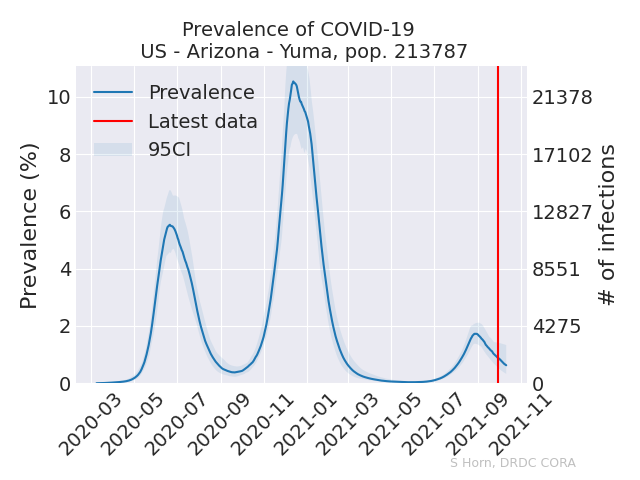 Prevalence of COVID-19
US - Arizona - Yuma, pop. 213787
Prevalence
Latest data
95CI
Prevalence (%)
10
8
6
4
2
0
21378
17102
12827
8551
4275
0
# of infections
2020-03
2020-05
2020-07
2020-09
2020-11
2021-01
2021-03
2021-05
2021-07
2021-09
2021-11
S Horn, DRDC CORA